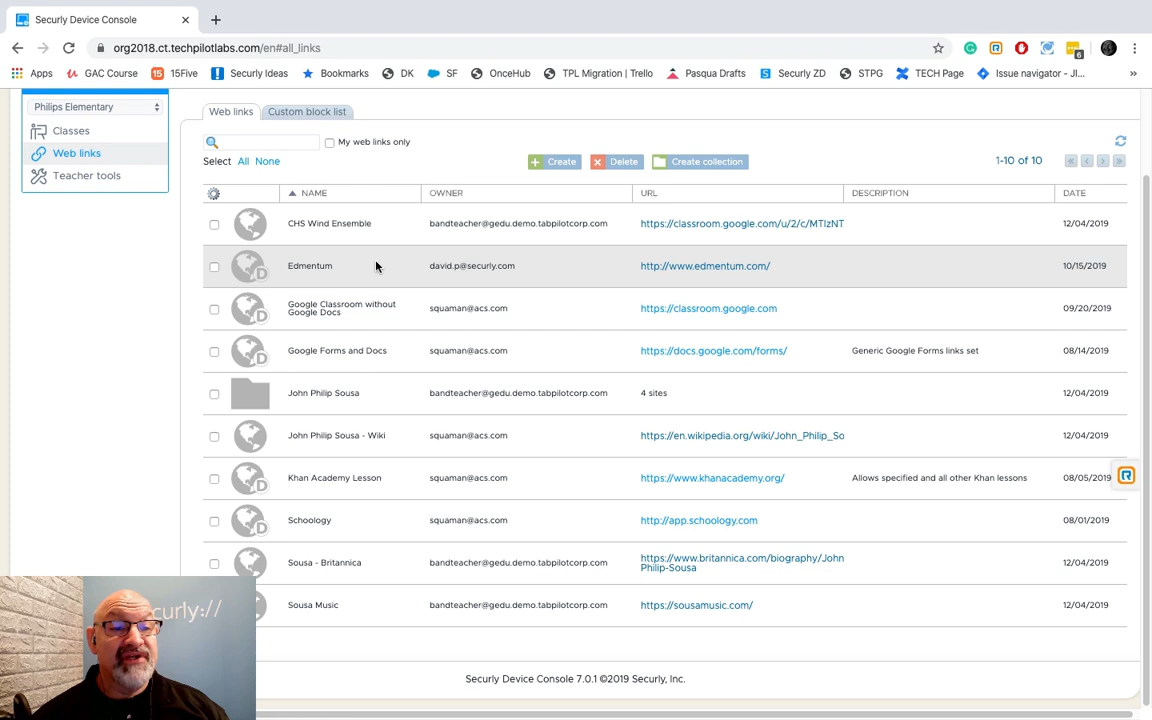 Securly Device Console
org2018.ct.techpilotlabs.com/en#all_links
6
Apps GAC Course 15 15Five Securly Ideas Bookmarks DK SF OnceHub TPL Migration | Trello Pasqua Drafts Securly ZD STPG TECH Page Issue navigator - JI... »
Philips Elementary
Classes
Web links
Teacher tools
Web links Custom block list
My web links only
Select All None
Create Delete Create collection 1-10 of 10
NAME OWNER URL DESCRIPTION DATE
CHS Wind Ensemble bandteacher@gedu.demo.tabpilotcorp.com https://classroom.google.com/u/2/c/MTIzNT 12/04/2019
D Edmentum david.p@securly.com http://www.edmentum.com/ 10/15/2019
D Google Classroom without squaman@acs.com https://classroom.google.com 09/20/2019
Google Docs
D Google Forms and Docs squaman@acs.com https://docs.google.com/forms/ Generic Google Forms links set 08/14/2019
John Philip Sousa bandteacher@gedu.demo.tabpilotcorp.com 4 sites 12/04/2019
John Philip Sousa - Wiki squaman@acs.com https://en.wikipedia.org/wiki/John_Philip_So 12/04/2019
D Khan Academy Lesson squaman@acs.com https://www.khanacademy.org/ Allows specified and all other Khan lessons 08/05/2019
D Schoology squaman@acs.com http://app.schoology.com 08/01/2019
Sousa - Britannica bandteacher@gedu.demo.tabpilotcorp.com https://www.britannica.com/biography/John 12/04/2019
Philip-Sousa
Sousa Music bandteacher@gedu.demo.tabpilotcorp.com https://sousamusic.com/ 12/04/2019
curly://
Securly Device Console 7.0.1 ©2019 Securly, Inc.